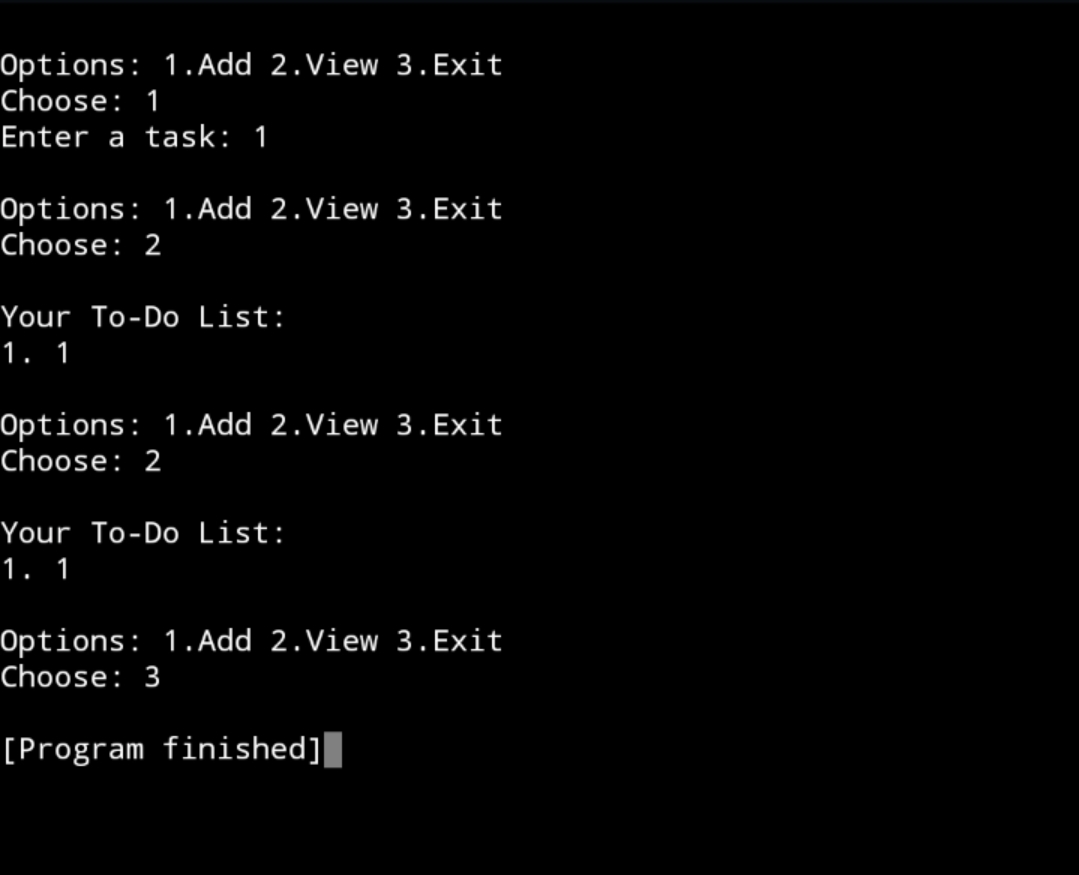 Options: 1.Add 2.View 3.Exit
Choose: 1
Enter a task: 1
Options: 1.Add 2.View 3.Exit
Choose: 2
Your To-Do List:
1. 1
Options: 1.Add 2.View 3.Exit
Choose: 2
Your To-Do List:
1. 1
Options: 1.Add 2.View 3.Exit
Choose: 3
[Program finished]